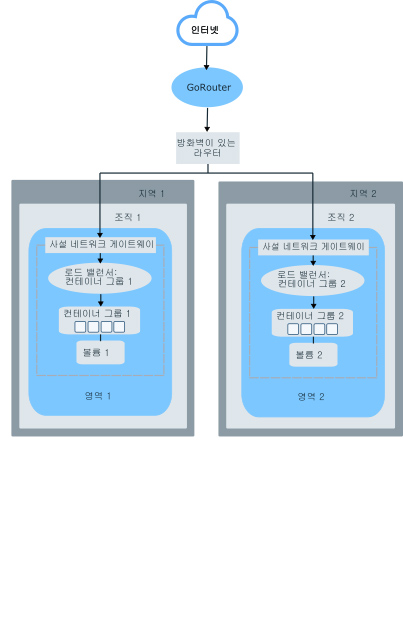 인터넷
GoRouter
방화벽이 있는
라우터
지역 1
조직 1
사설 네트워크 게이트웨이
로드 밸런서:
컨테이너 그룹 1
컨테이너 그룹 1
볼륨 1
영역 1
지역 2
조직 2
사설 네트워크 게이트웨이
로드 밸런서:
컨테이너 그룹 2
컨테이너 그룹 2
볼륨 2
영역 2